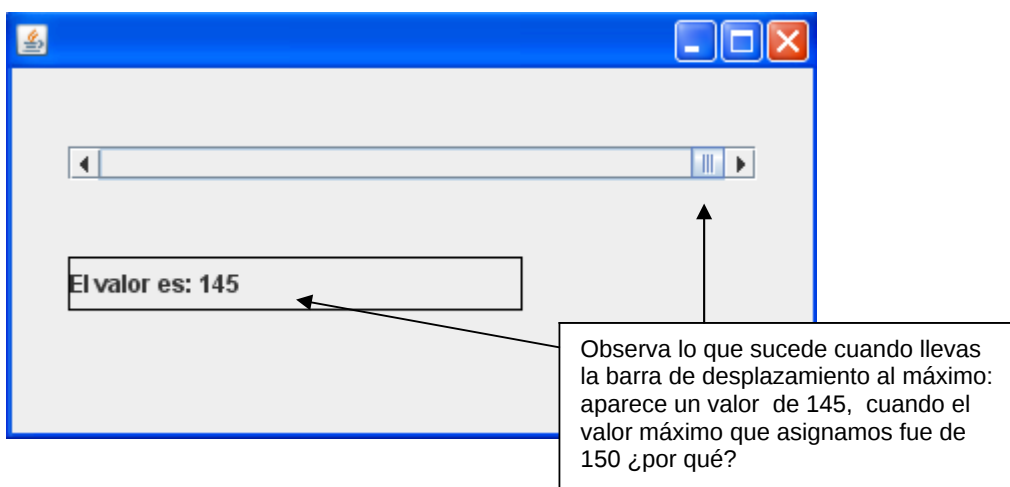 El valor es: 145
Observa lo que sucede cuando llevas
la barra de desplazamiento al máximo:
aparece un valor de 145, cuando el
valor máximo que asignamos fue de
150 ¿por qué?